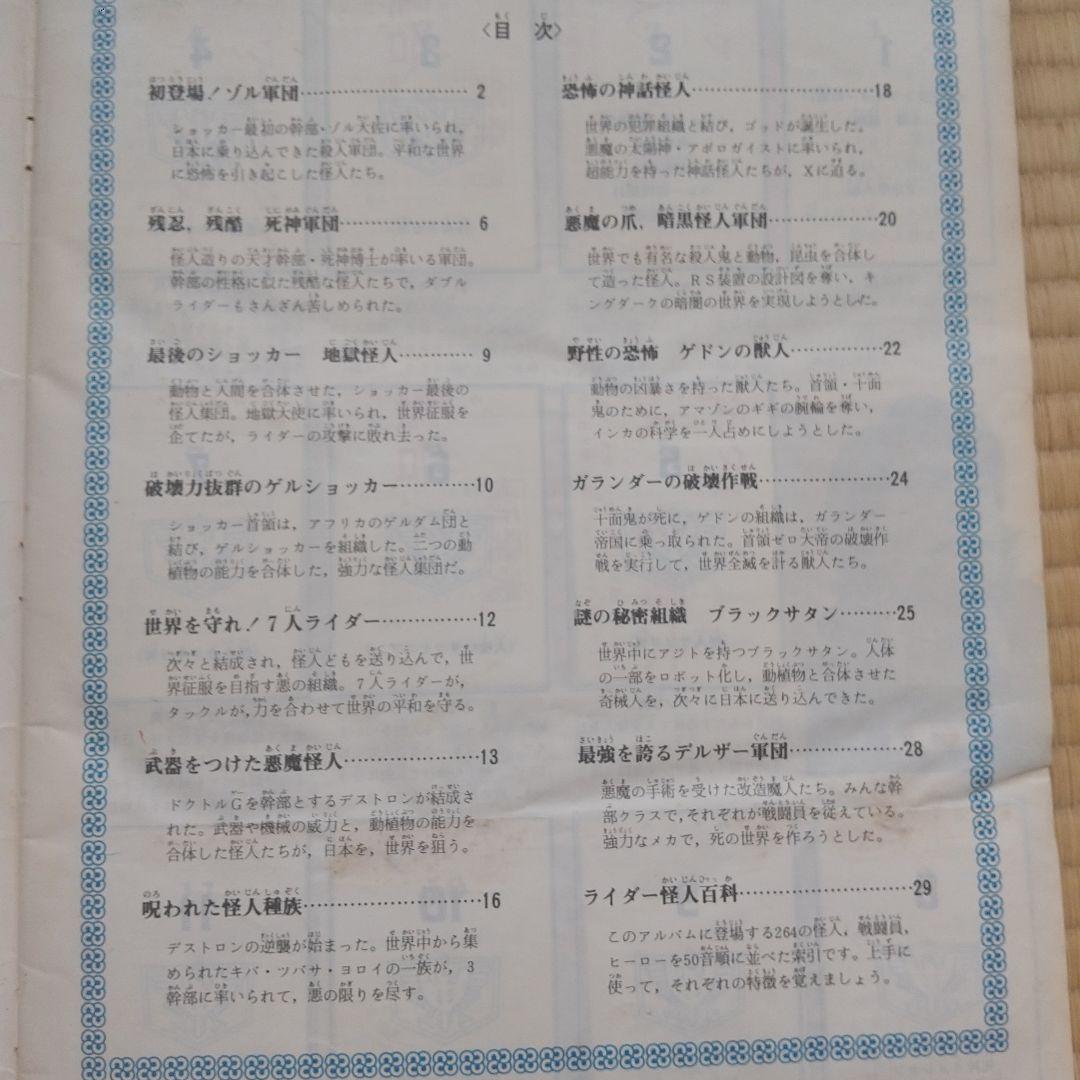 〈目 次〉
初登場!ゾル軍団…………………… 2
ショッカー最初の幹部・ゾル大佐に率いられ,
日本に乗り込んできた殺人軍団。平和な世界
に恐怖を引き起こした怪人たち。
残忍,残酷 死神軍団……………… 6
怪人造りの天才幹部・死神博士が率いる軍団。
幹部の性格に似た残酷な怪人たちで,ダブル
ライダーもさんざん苦しめられた。
最後のショッカー 地獄怪人………… 9
動物と人間を合体させた,ショッカー最後の
怪人集団。地獄大使に率いられ,世界征服を
企てたが,ライダーの攻撃に敗れ去った。
破壊力抜群のゲルショッカー…………10
ショッカー首領は,アフリカのゲルダム団と
結び,ゲルショッカーを組織した。二つの動
植物の能力を合体した,強力な怪人集団だ。
世界を守れ!7人ライダー……………12
次々と結成され,怪人どもを送り込んで,世
界征服を目指す悪の組織。7人ライダーが,
タックルが,力を合わせて世界の平和を守る。
武器をつけた悪魔怪人…………………13
ドクトルGを幹部とするデストロンが結成さ
れた。武器や機械の威力と,動植物の能力を
合体した怪人たちが,日本を,世界を狙う。
呪われた怪人種族………………………16
デストロンの逆襲が始まった。世界中から集
められたキバ・ツバサ・ヨロイの一族が,3
幹部に率いられて,悪の限りを尽す。
恐怖の神話怪人…………………………18
世界の犯罪組織と結び,ゴッドが誕生した。
悪魔の太陽神・アポロガイストに率いられ,
超能力を持った神話怪人たちが,Xに迫る。
悪魔の爪,暗黒怪人軍団………………20
世界でも有名な殺人鬼と動物,昆虫を合体し
て造った怪人。RS装置の設計図を奪い,キ
ングダークの暗闇の世界を実現しようとした。
野性の恐怖 ゲドンの獣人……………22
動物の凶暴さを持った獣人たち。首領・十面
鬼のために,アマゾンのギギの腕輪を奪い,
インカの科学を一人占めにしようとした。
ガランダーの破壊作戦…………………24
十面鬼が死に,ゲドンの組織は,ガランダー
帝国に乗っ取られた。首領ゼロ大帝の破壊作
戦を実行して,世界全滅を計る獣人たち。
謎の秘密組織 ブラックサタン………25
世界中にアジトを持つブラックサタン。人体
の一部をロボット化し,動植物と合体させた
奇械人を,次々に日本に送り込んできた。
最強を誇るデルザー軍団………………28
悪魔の手術を受けた改造魔人たち。みんな幹
部クラスで,それぞれが戦闘員を従えている。
強力なメカで,死の世界を作ろうとした。
ライダー怪人百科………………………29
このアルバムに登場する264の怪人,戦闘員,
ヒーローを50音順に並べた索引です。上手に
使って,それぞれの特徴を覚えましょう。